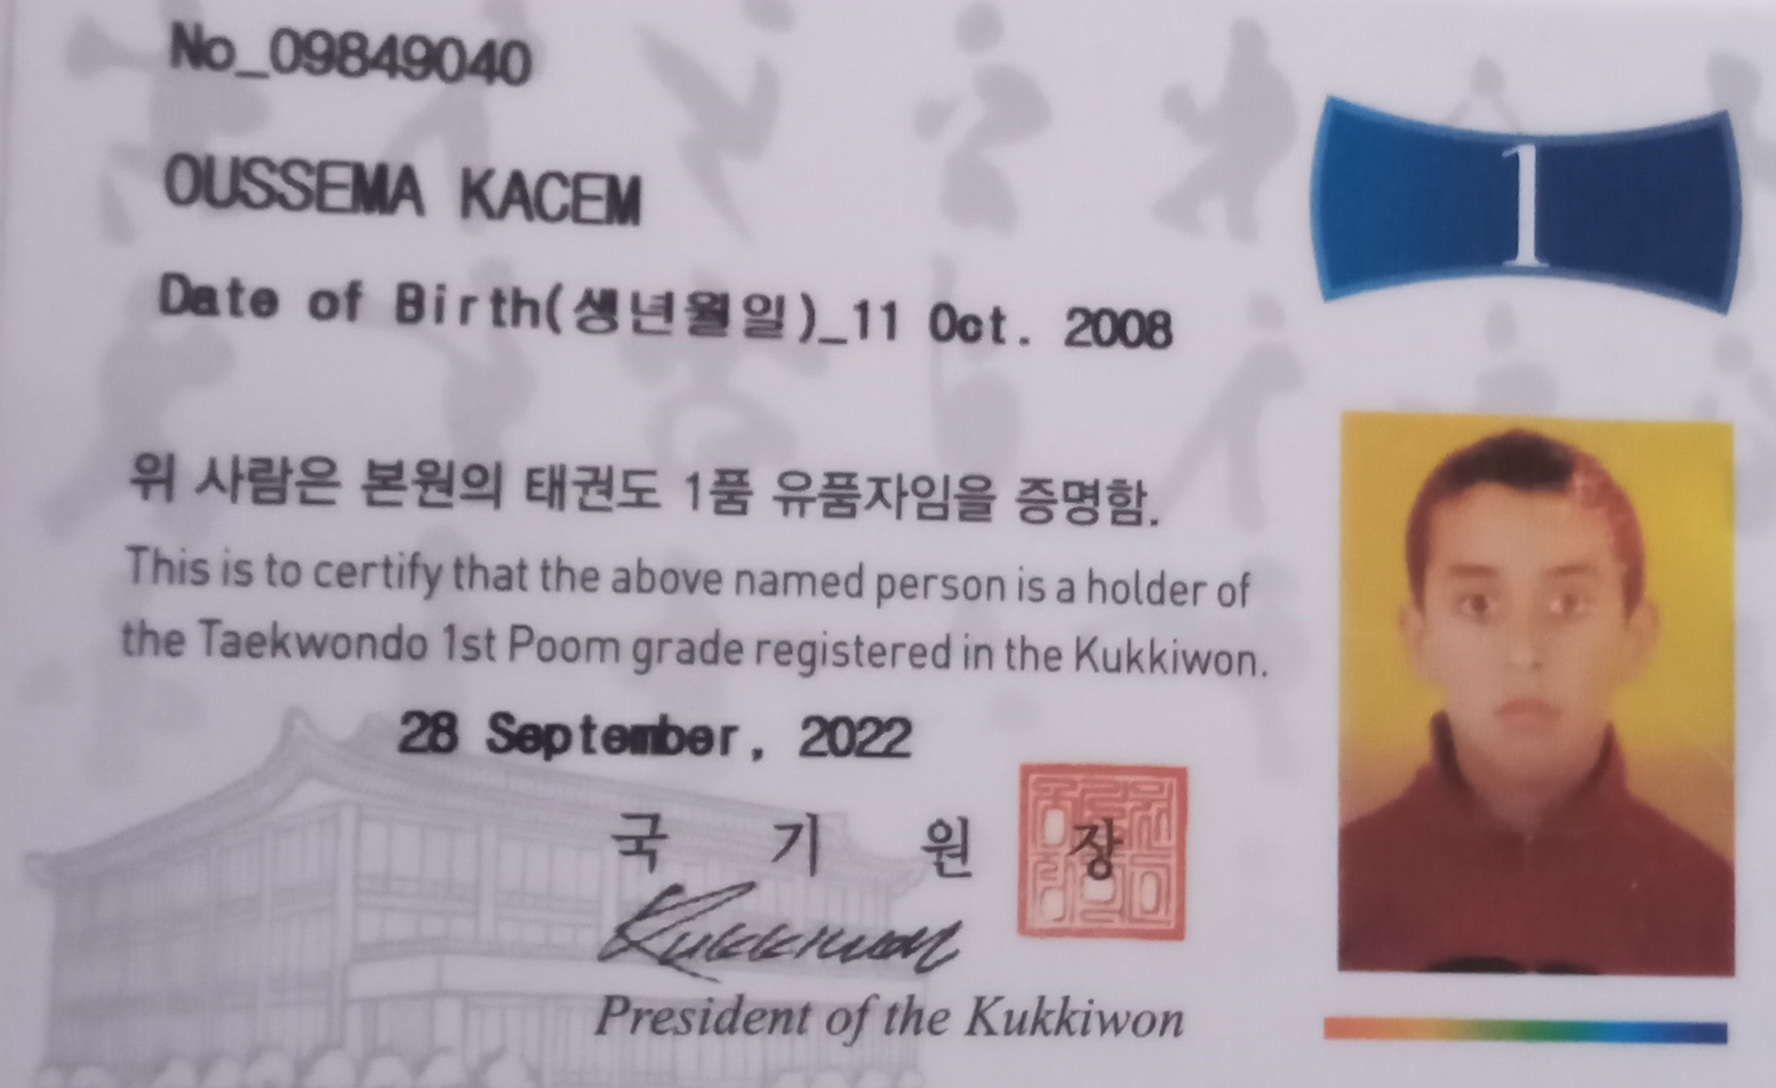 No_09849040
OUSSEMA KACEM
Date of Birth(생년월일)_11 Oct. 2008
1
위 사람은 본원의 태권도 1품 유품자임을 증명함.
This is to certify that the above named person is a holder of
the Taekwondo 1st Poom grade registered in the Kukkiwon.
28 September, 2022
국 기 원 장
Kukkiwon
President of the Kukkiwon